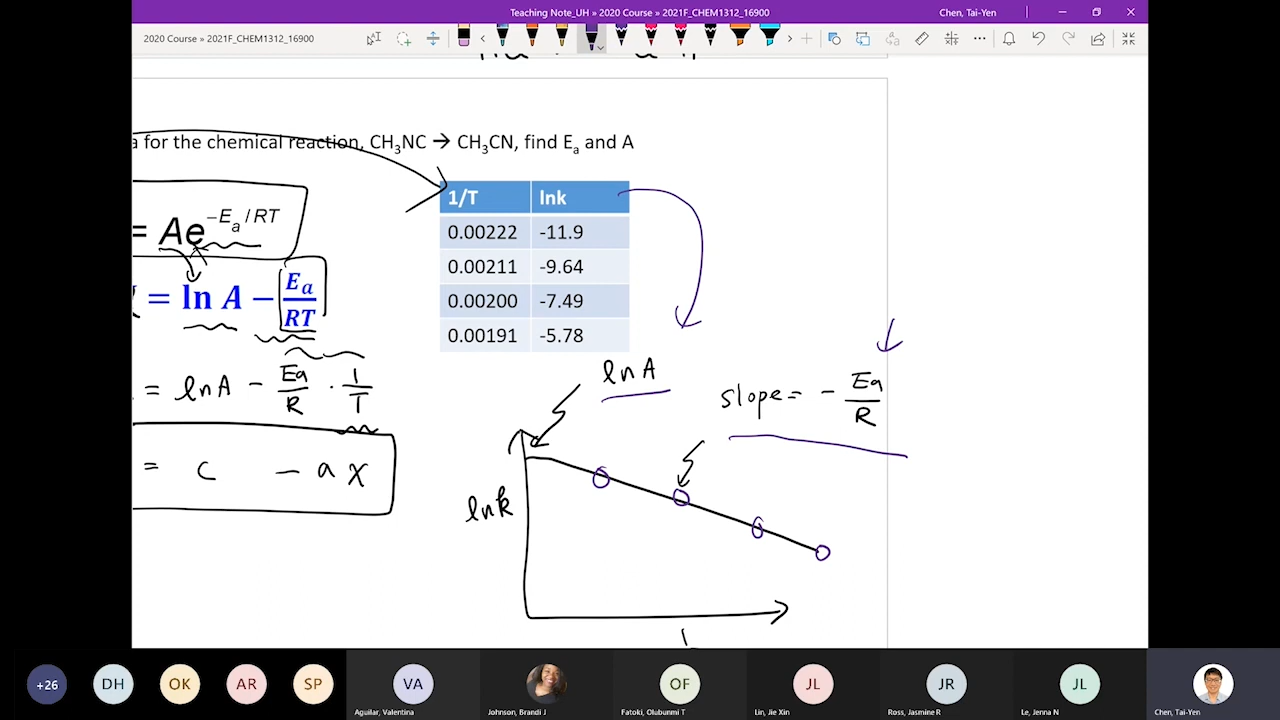 Teaching Note_UH » 2020 Course » 2021F_CHEM1312_16900
Chen, Tai-Yen
2020 Course » 2021F_CHEM1312_16900
a for the chemical reaction, CH₃NC → CH₃CN, find Eₐ and A
1/T lnk
0.00222 -11.9
0.00211 -9.64
0.00200 -7.49
0.00191 -5.78
= Ae^(-Eₐ/RT)
= ln A − Eₐ/RT
= lnA − Ea/R · 1/T
= c − ax
lnA
slope = − Ea/R
lnk
+26
DH
OK
AR
SP
VA
Aguilar, Valentina
Johnson, Brandi J
OF
Fatoki, Olubunmi T
JL
Lin, Jie Xin
JR
Ross, Jasmine R
JL
Le, Jenna N
Chen, Tai-Yen